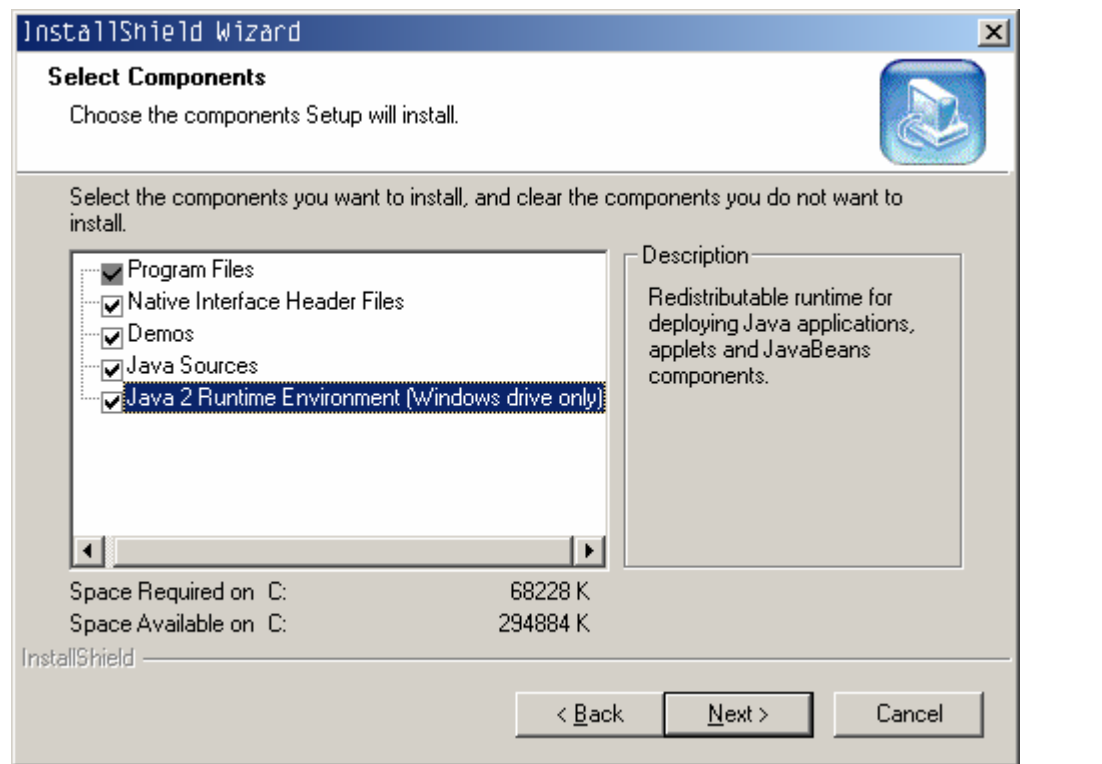 InstallShield Wizard
Select Components
Choose the components Setup will install.
Select the components you want to install, and clear the components you do not want to
install.
Program Files
Native Interface Header Files
Demos
Java Sources
Java 2 Runtime Environment (Windows drive only)
Description
Redistributable runtime for
deploying Java applications,
applets and JavaBeans
components.
Space Required on C: 68228 K
Space Available on C: 294884 K
InstallShield
< Back
Next >
Cancel